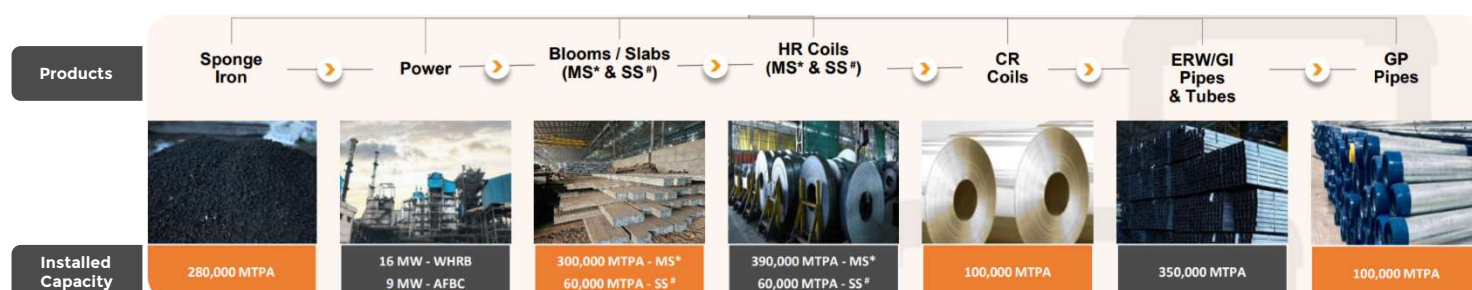 Products
Sponge
Iron
Power
Blooms / Slabs
(MS* & SS#)
HR Coils
(MS* & SS#)
CR
Coils
ERW/GI
Pipes
& Tubes
GP
Pipes
Installed
Capacity
280,000 MTPA
16 MW - WHRB
9 MW - AFBC
300,000 MTPA - MS*
60,000 MTPA - SS#
390,000 MTPA - MS*
60,000 MTPA - SS#
100,000 MTPA
350,000 MTPA
100,000 MTPA